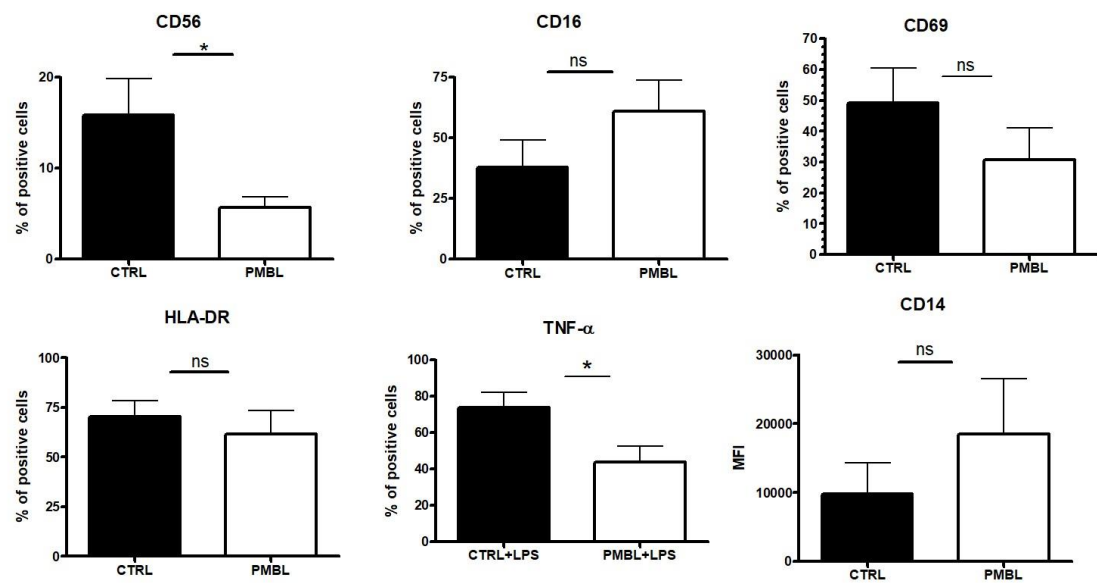 CD56
*
% of positive cells
20
10
0
CTRL PMBL
CD16
ns
% of positive cells
75
50
25
0
CTRL PMBL
CD69
ns
% of positive cells
70
60
50
40
30
20
10
0
CTRL PMBL
HLA-DR
ns
% of positive cells
100
75
50
25
0
CTRL PMBL
TNF-α
*
% of positive cells
100
80
60
40
20
0
CTRL+LPS PMBL+LPS
CD14
ns
MFI
30000
20000
10000
0
CTRL PMBL